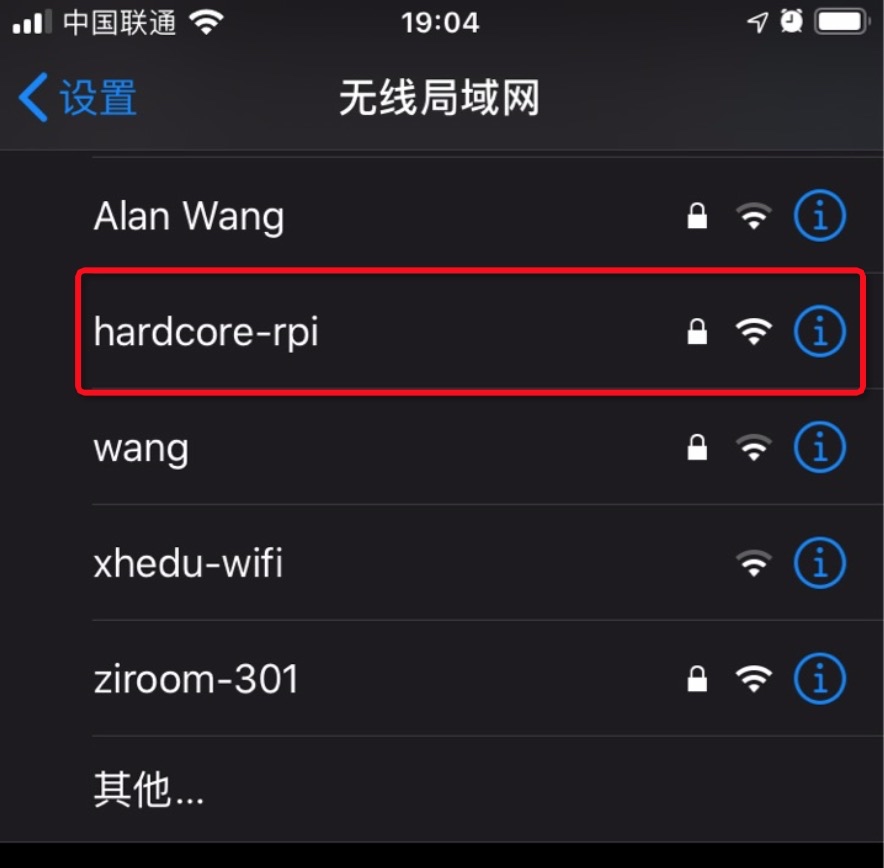 中国联通 19:04
设置 无线局域网
Alan Wang
hardcore-rpi
wang
xhedu-wifi
ziroom-301
其他...